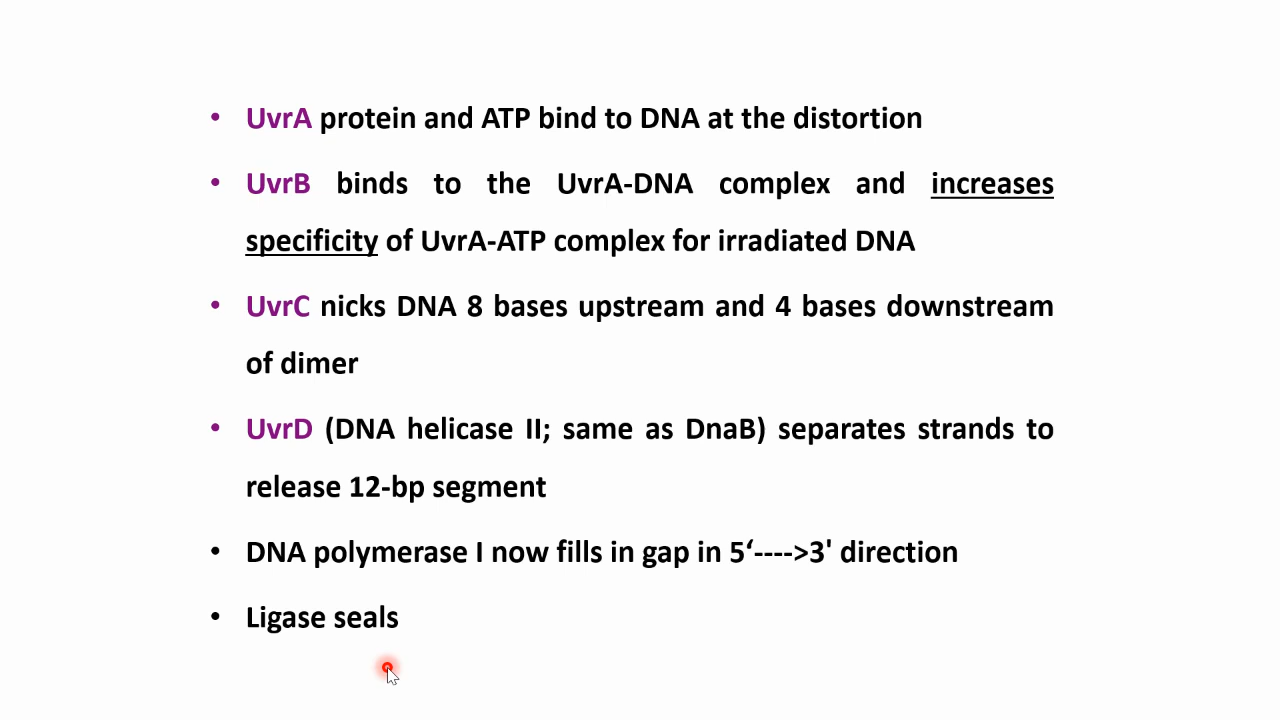 • UvrA protein and ATP bind to DNA at the distortion
• UvrB binds to the UvrA-DNA complex and increases
specificity of UvrA-ATP complex for irradiated DNA
• UvrC nicks DNA 8 bases upstream and 4 bases downstream
of dimer
• UvrD (DNA helicase II; same as DnaB) separates strands to
release 12-bp segment
• DNA polymerase I now fills in gap in 5‘---->3' direction
• Ligase seals